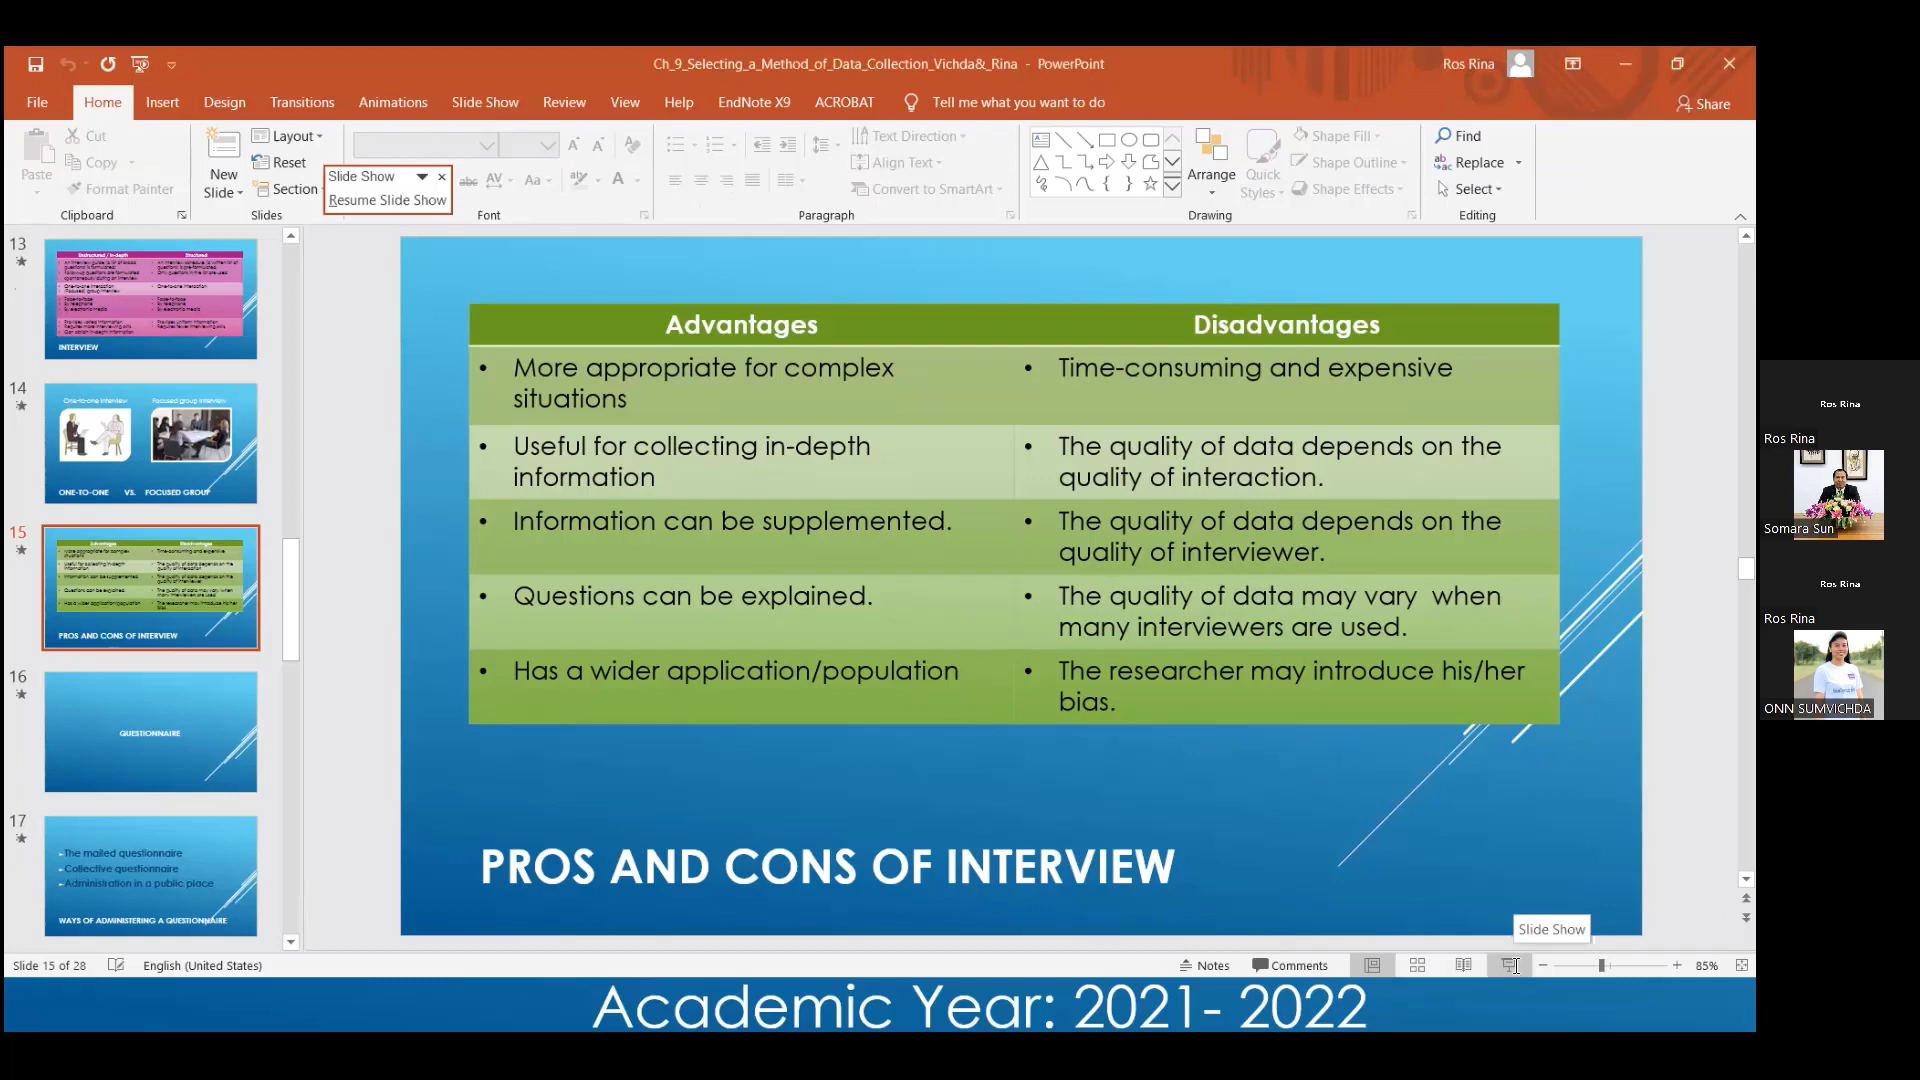 Ch_9_Selecting_a_Method_of_Data_Collection_Vichda&_Rina - PowerPoint
Ros Rina
File Home Insert Design Transitions Animations Slide Show Review View Help EndNote X9 ACROBAT Tell me what you want to do
Share
Paste
Cut
Copy
Format Painter
Clipboard
New
Slide
Layout
Reset
Section
Slides
Slide Show
Resume Slide Show
Font
Text Direction
Align Text
Convert to SmartArt
Paragraph
Arrange
Quick
Styles
Shape Fill
Shape Outline
Shape Effects
Drawing
Find
Replace
Select
Editing
13
Unstructured / In-depth Structured
INTERVIEW
14
One-to-one interview Focused group interview
ONE-TO-ONE VS. FOCUSED GROUP
15
Advantages Disadvantages
PROS AND CONS OF INTERVIEW
16
QUESTIONNAIRE
17
The mailed questionnaire
Collective questionnaire
Administration in a public place
WAYS OF ADMINISTERING A QUESTIONNAIRE
Advantages Disadvantages
• More appropriate for complex
situations
• Time-consuming and expensive
• Useful for collecting in-depth
information
• The quality of data depends on the
quality of interaction.
• Information can be supplemented.
• The quality of data depends on the
quality of interviewer.
• Questions can be explained.
• The quality of data may vary when
many interviewers are used.
• Has a wider application/population
• The researcher may introduce his/her
bias.
PROS AND CONS OF INTERVIEW
Slide Show
Slide 15 of 28 English (United States) Notes Comments 85%
Academic Year: 2021- 2022
Ros Rina
Ros Rina
Somara Sun
Ros Rina
Ros Rina
ONN SUMVICHDA